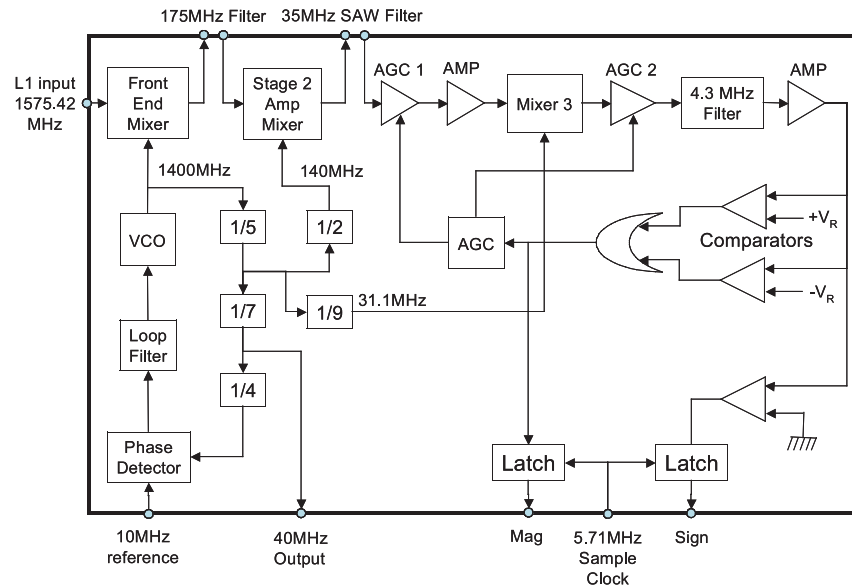 175MHz Filter
35MHz SAW Filter
L1 input
1575.42
MHz
Front
End
Mixer
Stage 2
Amp
Mixer
AGC 1
AMP
Mixer 3
AGC 2
4.3 MHz
Filter
AMP
1400MHz
140MHz
VCO
1/5
1/2
AGC
Comparators
+VR
-VR
1/7
1/9
31.1MHz
Loop
Filter
1/4
Phase
Detector
Latch
Latch
10MHz
reference
40MHz
Output
Mag
5.71MHz
Sample
Clock
Sign